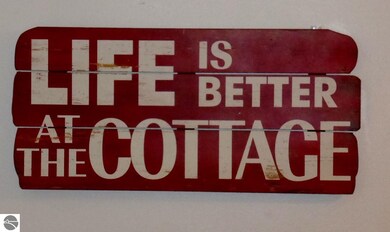 LIFE IS BETTER
AT THE COTTAGE